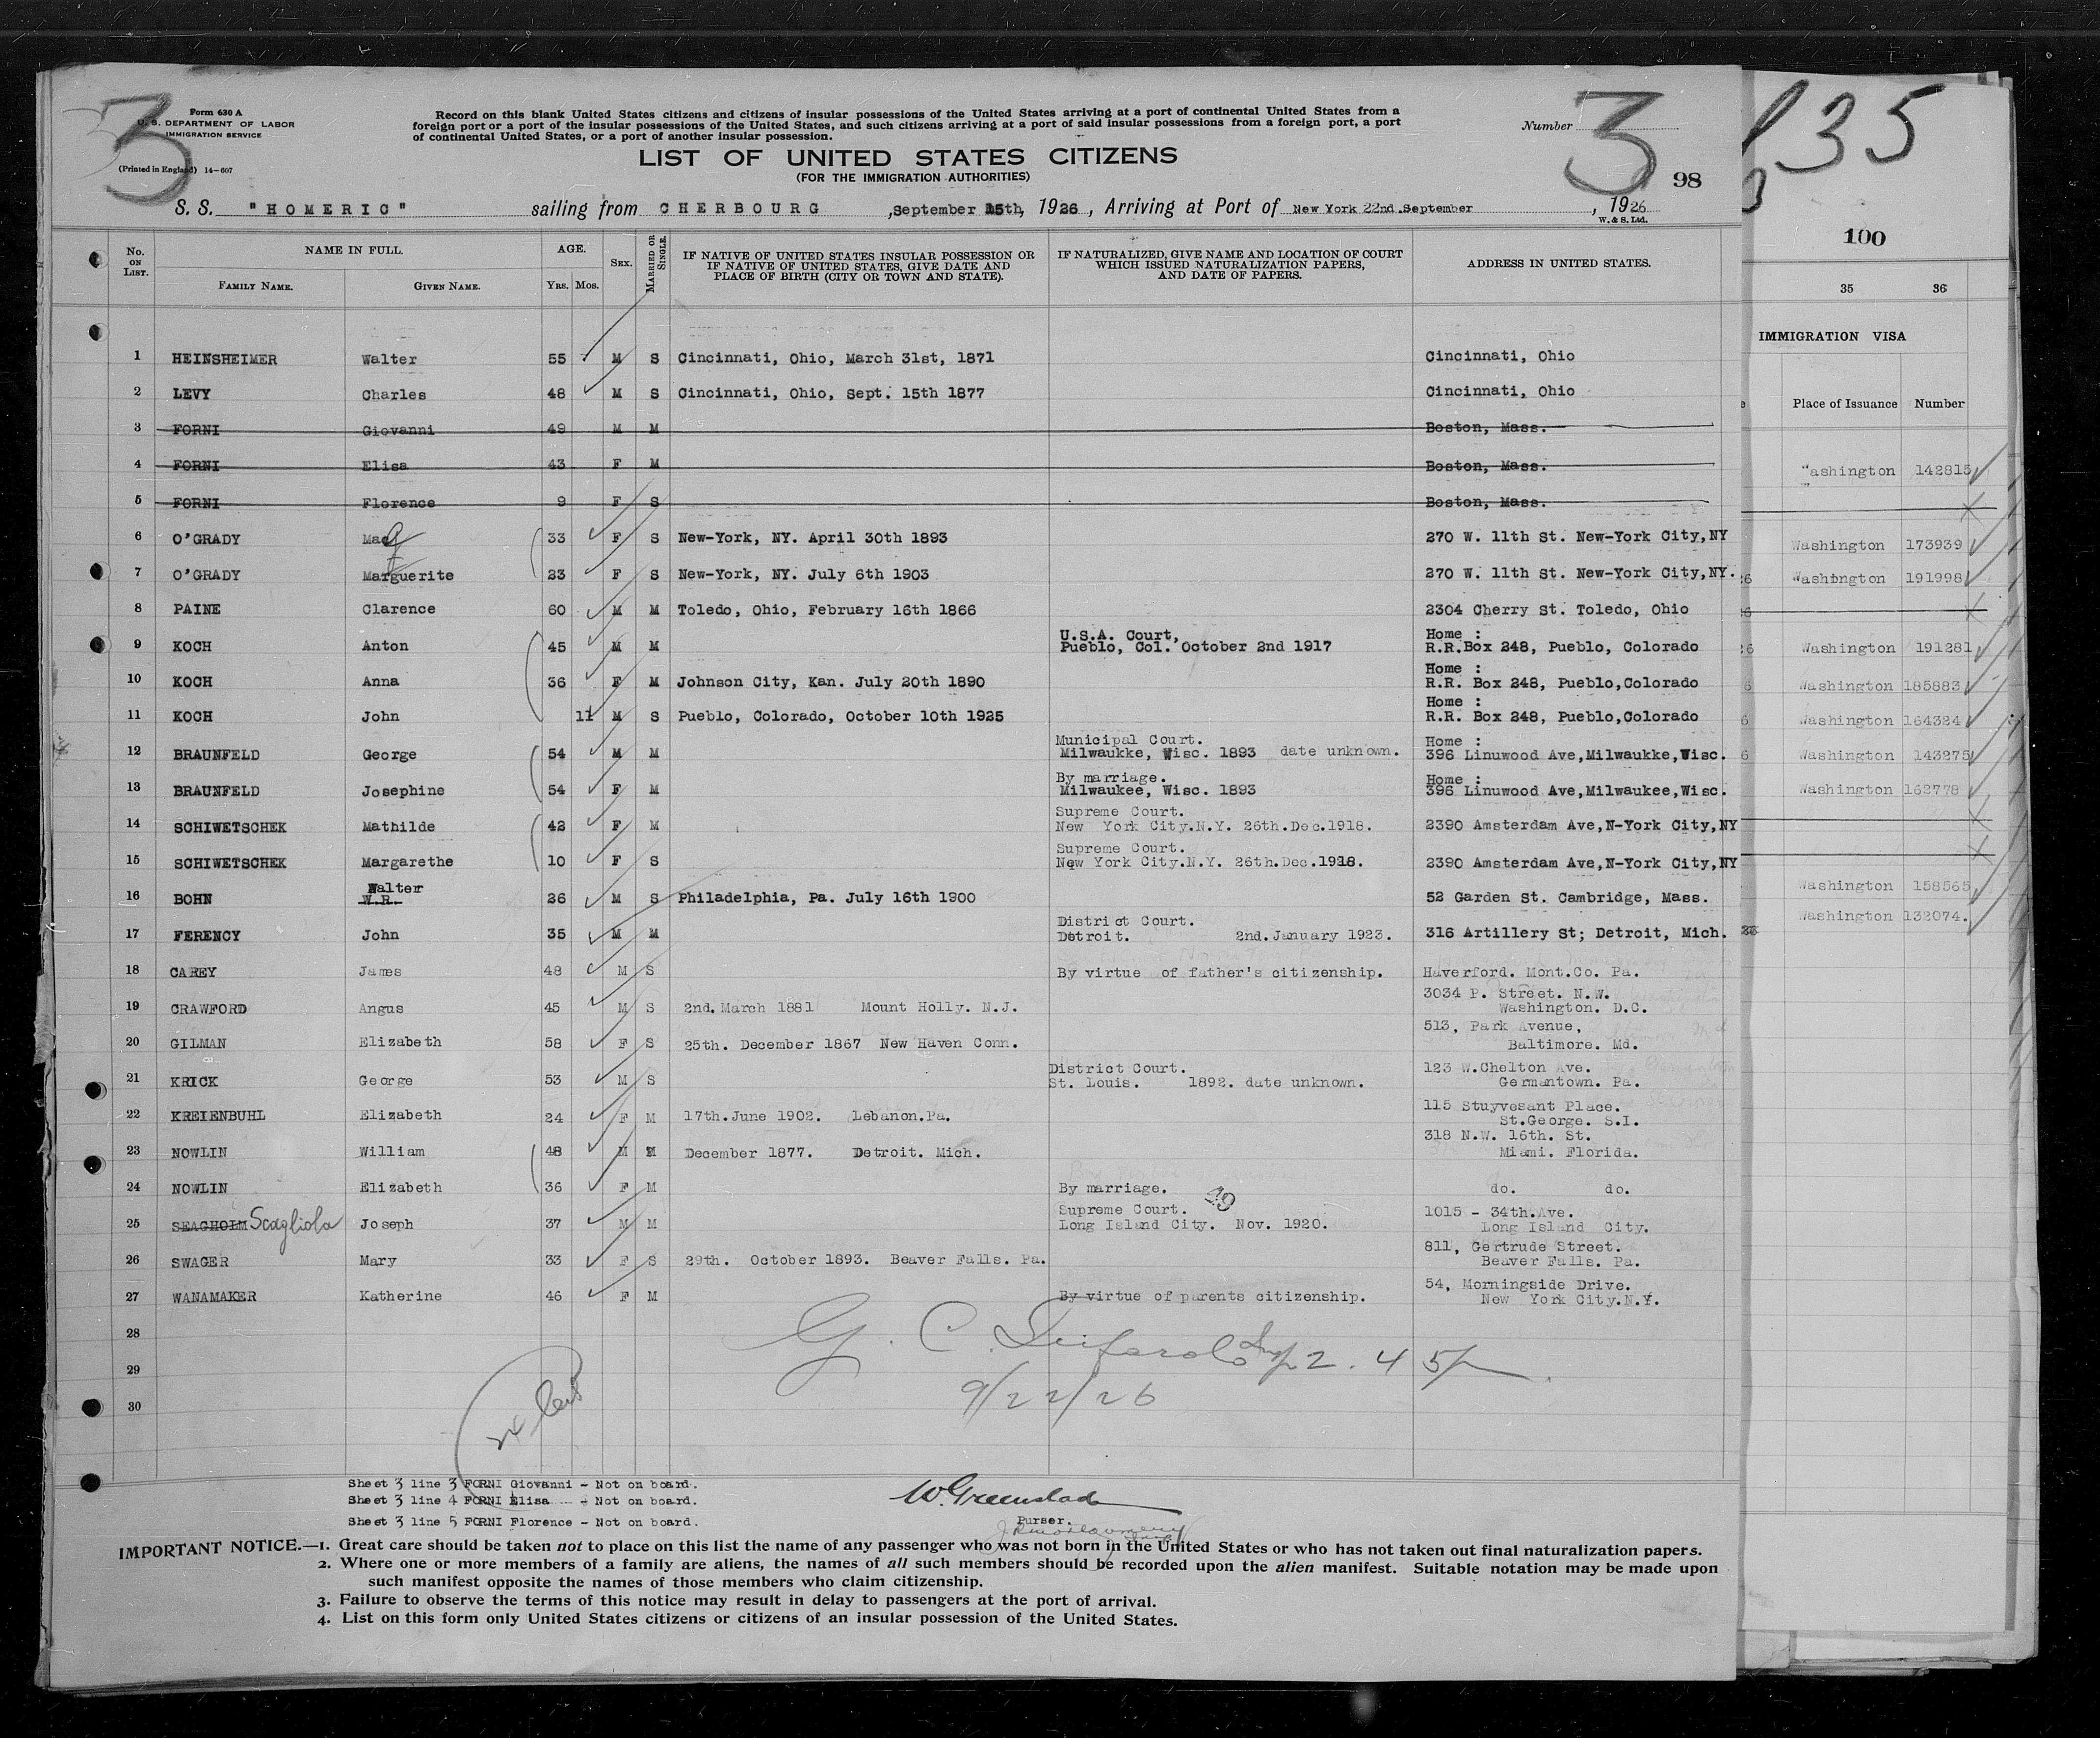 3
Form 630 A
U. S. DEPARTMENT OF LABOR
IMMIGRATION SERVICE
(Printed in England) 14-607
Record on this blank United States citizens and citizens of insular possessions of the United States arriving at a port of continental United States from a
foreign port or a port of the insular possessions of the United States, and such citizens arriving at a port of said insular possessions from a foreign port, a port
of continental United States, or a port of another insular possession.
Number 3
98
LIST OF UNITED STATES CITIZENS
(FOR THE IMMIGRATION AUTHORITIES)
S. S. "HOMERIC" sailing from CHERBOURG, September 15th, 1926, Arriving at Port of New York 22nd.September, 1926
W. & S. Ltd.
No. ON LIST. NAME IN FULL. AGE. SEX. MARRIED OR SINGLE. IF NATIVE OF UNITED STATES INSULAR POSSESSION OR IF NATIVE OF UNITED STATES, GIVE DATE AND PLACE OF BIRTH (CITY OR TOWN AND STATE). IF NATURALIZED, GIVE NAME AND LOCATION OF COURT WHICH ISSUED NATURALIZATION PAPERS, AND DATE OF PAPERS. ADDRESS IN UNITED STATES.
FAMILY NAME. GIVEN NAME. YRS. MOS.
1 HEINSHEIMER Walter 55 M S Cincinnati, Ohio, March 31st, 1871 Cincinnati, Ohio
2 LEVY Charles 48 M S Cincinnati, Ohio, Sept. 15th 1877 Cincinnati, Ohio
3 FORNI Giovanni 49 M M Boston, Mass.
4 FORNI Elisa 43 F M Boston, Mass.
5 FORNI Florence 9 F S Boston, Mass.
6 O'GRADY 33 F S New-York, NY. April 30th 1893 270 W. 11th St. New-York City,NY
7 O'GRADY Marguerite 23 F S New-York, NY. July 6th 1903 270 W. 11th St. New-York City,NY.
8 PAINE Clarence 60 M M Toledo, Ohio, February 16th 1866 2304 Cherry St. Toledo, Ohio
9 KOCH Anton 45 M M U.S.A. Court, Pueblo, Col. October 2nd 1917 Home : R.R.Box 248, Pueblo, Colorado
10 KOCH Anna 36 F M Johnson City, Kan. July 20th 1890 Home : R.R. Box 248, Pueblo,Colorado
11 KOCH John 11 M S Pueblo, Colorado, October 10th 1925 Home : R.R. Box 248, Pueblo,Colorado
12 BRAUNFELD George 54 M M Municipal Court. Milwaukke, Wisc. 1893 date unknown. Home : 396 Linuwood Ave,Milwaukke,Wisc.
13 BRAUNFELD Josephine 54 F M By marriage. Milwaukee, Wisc. 1893 Home : 396 Linuwood Ave,Milwaukee,Wisc.
14 SCHIWETSCHEK Mathilde 42 F M Supreme Court. New York City.N.Y. 26th.Dec.1918. 2390 Amsterdam Ave,N-York City,NY
15 SCHIWETSCHEK Margarethe 10 F S Supreme Court. New York City.N.Y. 26th.Dec.1918. 2390 Amsterdam Ave,N-York City,NY
16 BOHN Walter W.R. 26 M S Philadelphia, Pa. July 16th 1900 52 Garden St. Cambridge, Mass.
17 FERENCY John 35 M M District Court. Detroit. 2nd.January 1923. 316 Artillery St; Detroit, Mich.
18 CAREY James 48 M S By virtue of father's citizenship. Haverford. Mont.Co. Pa.
19 CRAWFORD Angus 45 M S 2nd. March 1881 Mount Holly. N.J. 3034 P. Street. N.W. Washington. D.C.
20 GILMAN Elizabeth 58 F S 25th. December 1867 New Haven Conn. 513, Park Avenue, Baltimore. Md.
21 KRICK George 53 M S District Court. St. Louis. 1892. date unknown. 123 W.Chelton Ave. Germantown. Pa.
22 KREIENBUHL Elizabeth 24 F M 17th.June 1902. Lebanon.Pa. 115 Stuyvesant Place. St.George. S.I.
23 NOWLIN William 48 M M December 1877. Detroit. Mich. 318 N.W. 16th. St. Miami. Florida.
24 NOWLIN Elizabeth 36 F M By marriage. do. do.
25 SEAGHOLM Scagliola Joseph 37 M M Supreme Court. Long Island City. Nov. 1920. 1015 - 34th.Ave. Long Island City.
26 SWAGER Mary 33 F S 29th. October 1893. Beaver Falls. Pa. 811, Gertrude Street. Beaver Falls. Pa.
27 WANAMAKER Katherine 46 F M By virtue of parents citizenship. 54, Morningside Drive. New York City.N.Y.
28
29
30
G. C.
2.45
9/22/26
Sheet 3 line 3 FORNI Giovanni - Not on board.
Sheet 3 line 4 FORNI Elisa - Not on board.
Sheet 3 line 5 FORNI Florence - Not on board.
Purser.
IMPORTANT NOTICE.—1. Great care should be taken not to place on this list the name of any passenger who was not born in the United States or who has not taken out final naturalization papers.
2. Where one or more members of a family are aliens, the names of all such members should be recorded upon the alien manifest. Suitable notation may be made upon
such manifest opposite the names of those members who claim citizenship.
3. Failure to observe the terms of this notice may result in delay to passengers at the port of arrival.
4. List on this form only United States citizens or citizens of an insular possession of the United States.
35
100
35 36
IMMIGRATION VISA
Place of Issuance Number
Washington 142815
Washington 173939
Washington 191998
Washington 191281
Washington 185883
Washington 164324
Washington 143275
Washington 162778
Washington 158565
Washington 132074.